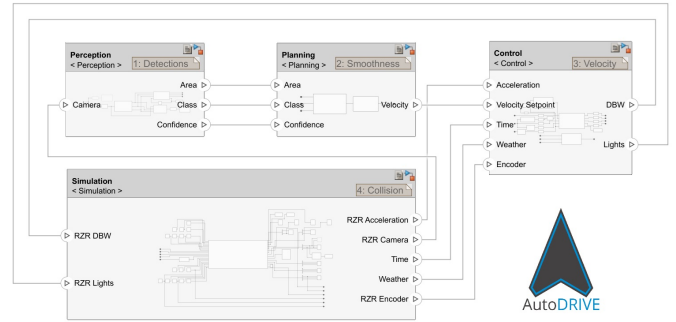 Perception
< Perception >
1: Detections
Camera
Area
Class
Confidence
Planning
< Planning >
2: Smoothness
Area
Class
Confidence
Velocity
Control
< Control >
3: Velocity
Acceleration
Velocity Setpoint
Time
Weather
Encoder
DBW
Lights
Simulation
< Simulation >
4: Collision
RZR DBW
RZR Lights
RZR Acceleration
RZR Camera
Time
Weather
RZR Encoder
AutoDRIVE